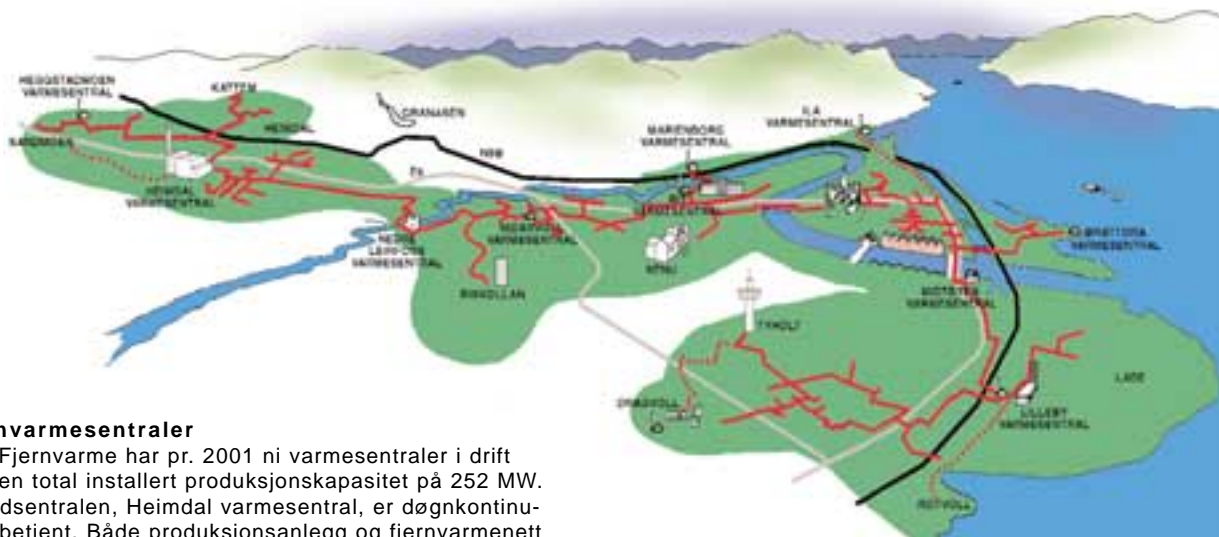 HEGGSTADMOEN
VARMESENTRAL
KATTEM
GRANÅSEN
ILA
VARMESENTRAL
MARIENBORG
VARMESENTRAL
HEIMDAL
NSB
E6
SANDMOEN
HEIMDAL
VARMESENTRAL
VARMESENTRAL
NEDRE
LEIRFOSS
VARMESENTRAL
NTNU
VARMESENTRAL
VARMESENTRAL
TYHOLT
DRAGVOLL
LADE
LILLEBY
VARMESENTRAL
ROTVOLL
nvarmesentraler
Fjernvarme har pr. 2001 ni varmesentraler i drift
en total installert produksjonskapasitet på 252 MW.
dsentralen, Heimdal varmesentral, er døgnkontinu-
betjent. Både produksjonsanlegg og fjernvarmenett